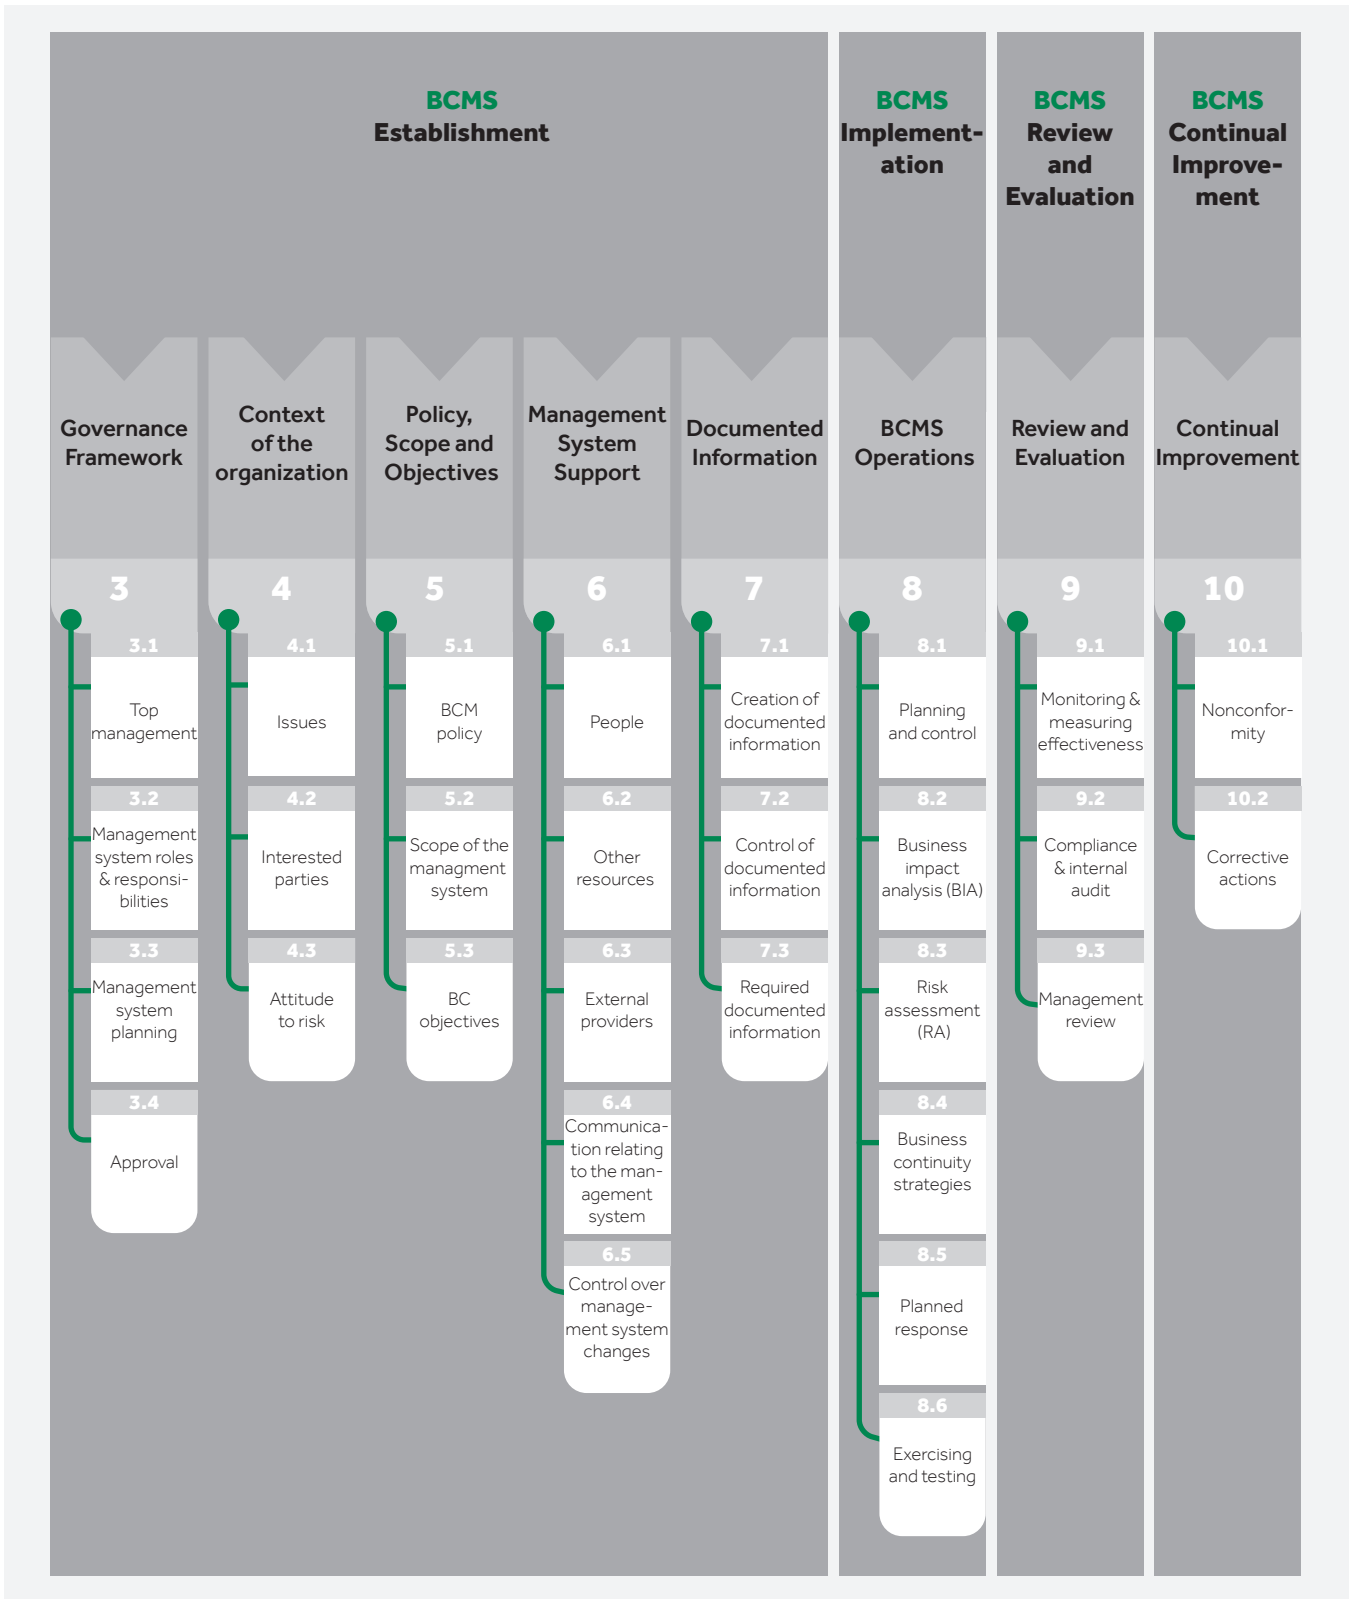 BCMS
Establishment
BCMS
Implement-
ation
BCMS
Review
and
Evaluation
BCMS
Continual
Improve-
ment
Governance
Framework
Context
of the
organization
Policy,
Scope and
Objectives
Management
System
Support
Documented
Information
BCMS
Operations
Review and
Evaluation
Continual
Improvement
3
3.1
Top
management
3.2
Management
system roles
& responsi-
bilities
3.3
Management
system
planning
3.4
Approval
4
4.1
Issues
4.2
Interested
parties
4.3
Attitude
to risk
5
5.1
BCM
policy
5.2
Scope of the
managment
system
5.3
BC
objectives
6
6.1
People
6.2
Other
resources
6.3
External
providers
6.4
Communica-
tion relating
to the man-
agement
system
6.5
Control over
manage-
ment system
changes
7
7.1
Creation of
documented
information
7.2
Control of
documented
information
7.3
Required
documented
information
8
8.1
Planning
and control
8.2
Business
impact
analysis (BIA)
8.3
Risk
assessment
(RA)
8.4
Business
continuity
strategies
8.5
Planned
response
8.6
Exercising
and testing
9
9.1
Monitoring &
measuring
effectiveness
9.2
Compliance
& internal
audit
9.3
Management
review
10
10.1
Nonconfor-
mity
10.2
Corrective
actions